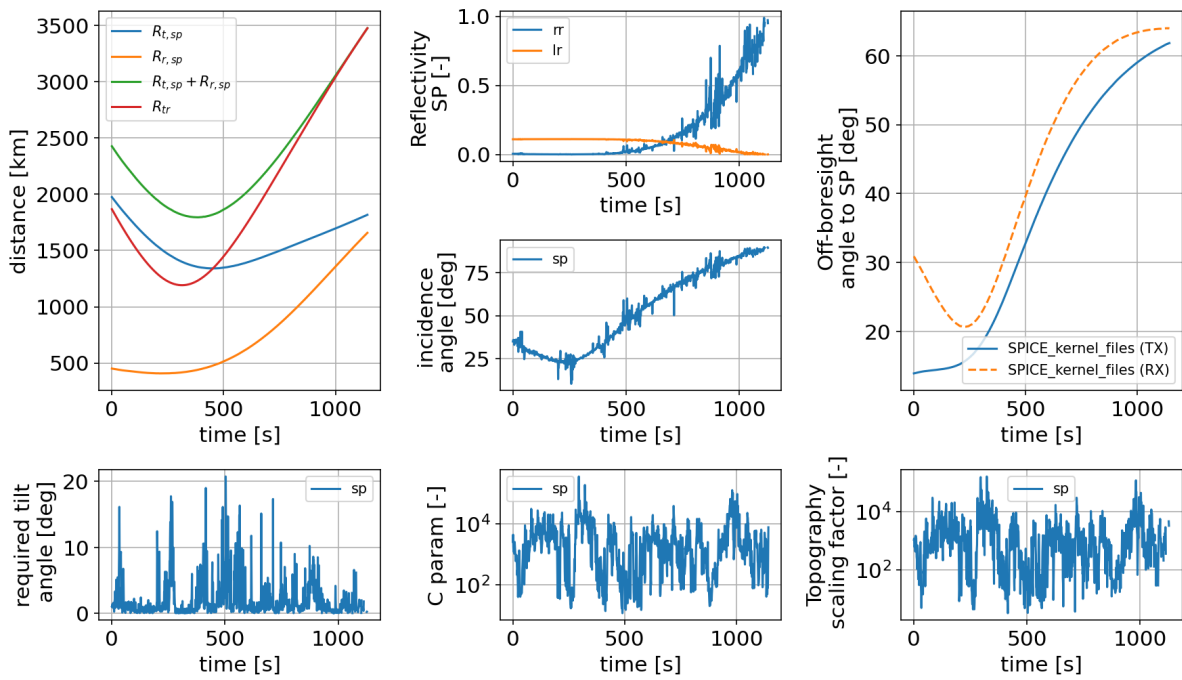 3500
3000
2500
2000
1500
1000
500
0
500
1000
distance [km]
time [s]
R_{t,sp}
R_{r,sp}
R_{t,sp} + R_{r,sp}
R_{tr}
Reflectivity
SP [-]
1.0
0.5
0.0
rr
lr
0
500
1000
time [s]
incidence
angle [deg]
75
50
25
sp
0
500
1000
time [s]
Off-boresight
angle to SP [deg]
60
50
40
30
20
SPICE_kernel_files (TX)
SPICE_kernel_files (RX)
0
500
1000
time [s]
required tilt
angle [deg]
20
10
0
sp
0
500
1000
time [s]
C param [-]
10^4
10^2
sp
0
500
1000
time [s]
Topography
scaling factor [-]
10^4
10^2
sp
0
500
1000
time [s]